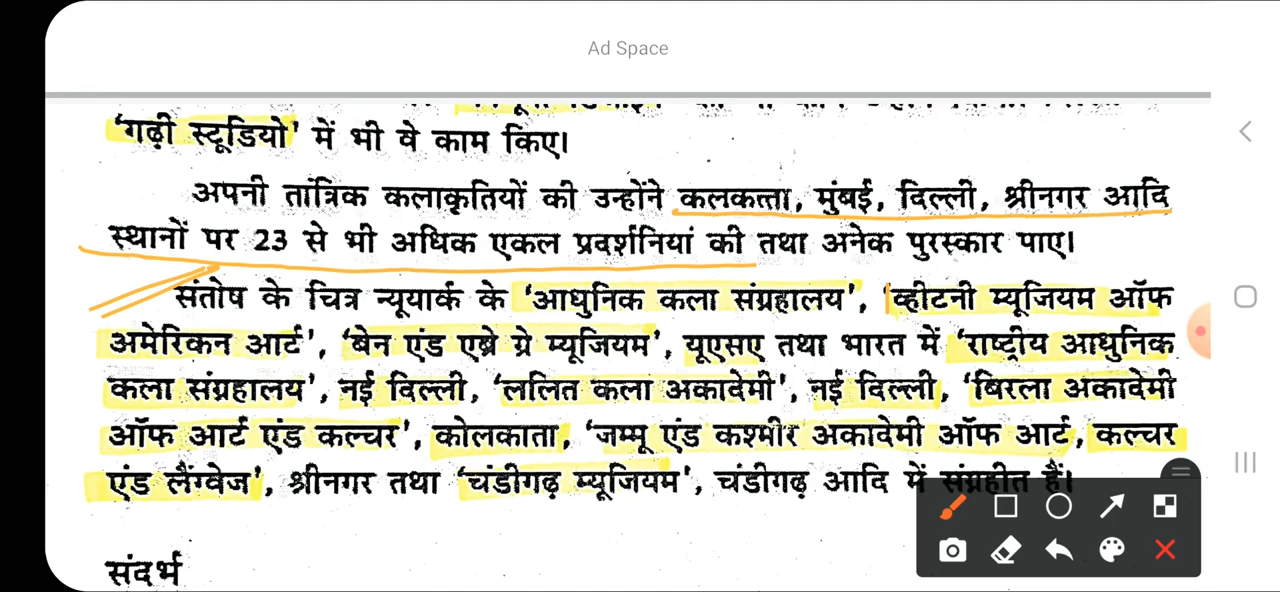 Ad Space
'गढ़ी स्टूडियो' में भी वे काम किए।
अपनी तांत्रिक कलाकृतियों की उन्होंने कलकत्ता, मुंबई, दिल्ली, श्रीनगर आदि
स्थानों पर 23 से भी अधिक एकल प्रदर्शनियां की तथा अनेक पुरस्कार पाए।
संतोष के चित्र न्यूयार्क के 'आधुनिक कला संग्रहालय', 'व्हीटनी म्यूजियम ऑफ
अमेरिकन आर्ट', 'बेन एंड एब्रे ग्रे म्यूजियम', यूएसए तथा भारत में 'राष्ट्रीय आधुनिक
कला संग्रहालय', नई दिल्ली, 'ललित कला अकादेमी', नई दिल्ली, 'बिरला अकादेमी
ऑफ आर्ट एंड कल्चर', कोलकाता, 'जम्मू एंड कश्मीर अकादेमी ऑफ आर्ट, कल्चर
एंड लैंग्वेज', श्रीनगर तथा 'चंडीगढ़ म्यूजियम', चंडीगढ़ आदि में संग्रहीत हैं।
संदर्भ